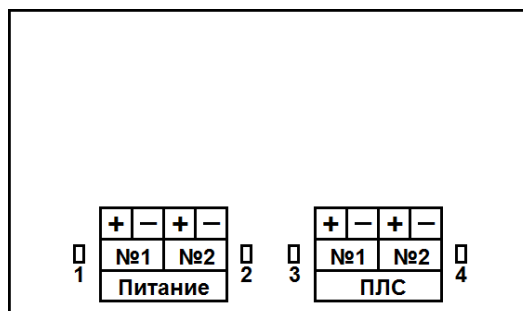 + − + − + − + −
№1 №2 №1 №2
1 2 3 4
Питание ПЛС